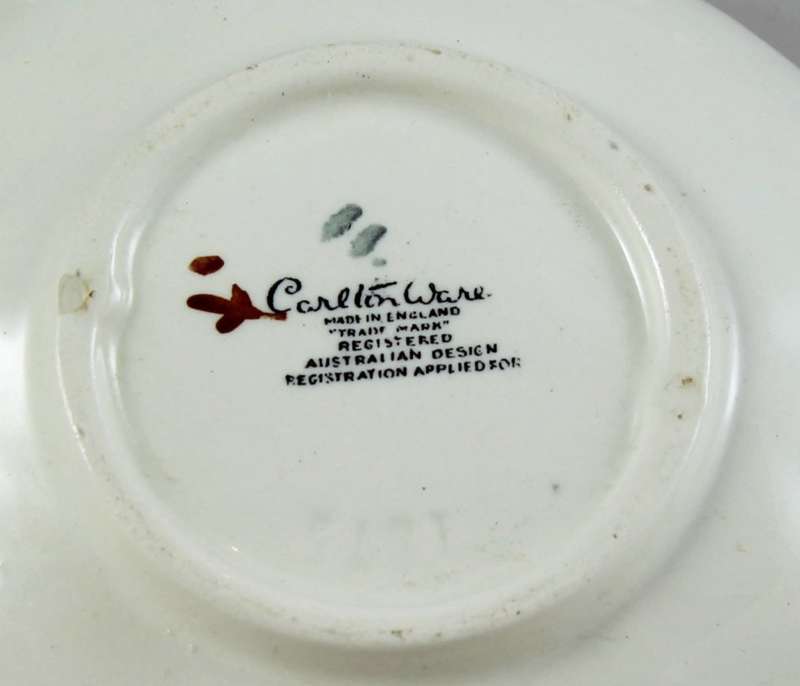 Carlton Ware
MADE IN ENGLAND
"TRADE MARK"
REGISTERED
AUSTRALIAN DESIGN
REGISTRATION APPLIED FOR